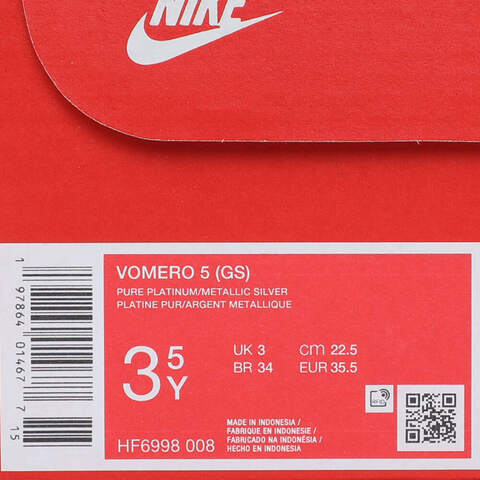 NIKE
VOMERO 5 (GS)
PURE PLATINUM/METALLIC SILVER
PLATINE PUR/ARGENT METALLIQUE
3 5Y
UK 3 cm 22.5
BR 34 EUR 35.5
MADE IN INDONESIA /
FABRIQUE EN INDONESIE /
FABRICADO NA INDONÉSIA /
HECHO EN INDONESIA
HF6998 008
1 97864 01467 7 15